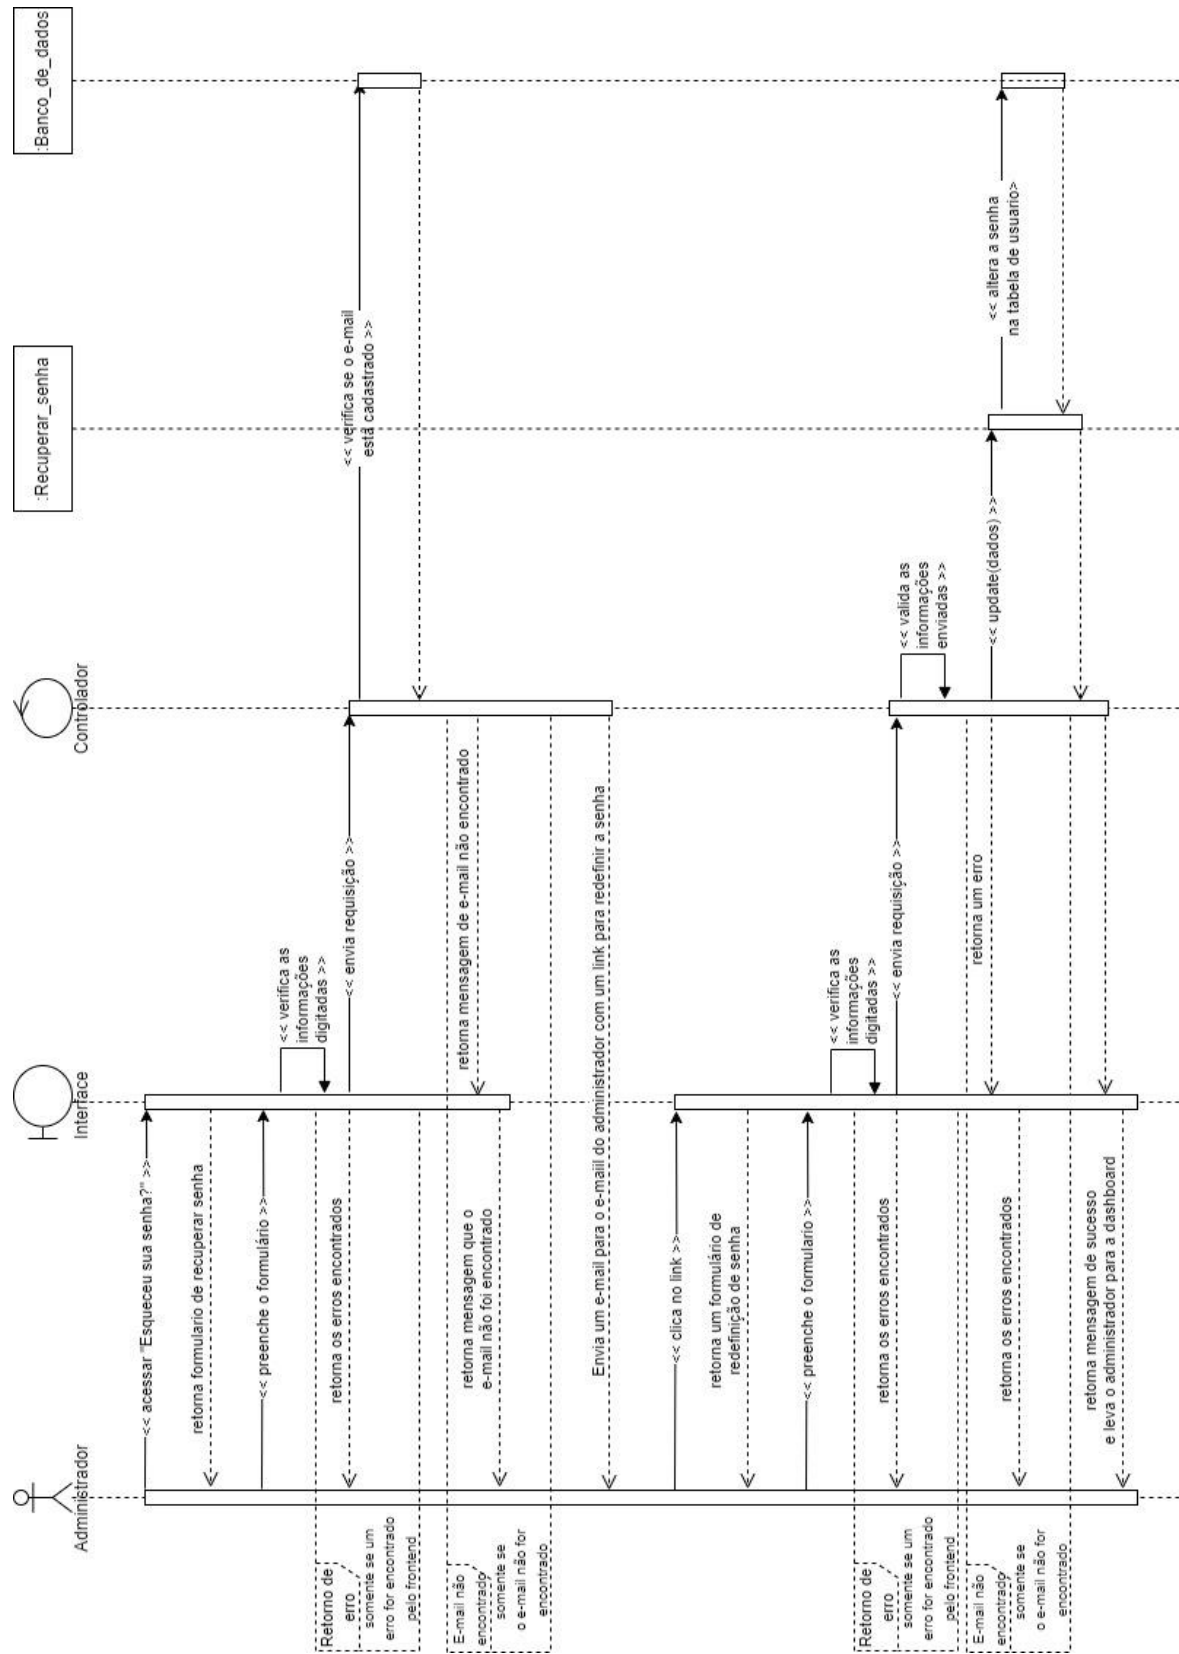 Administrador
Interface
Controlador
:Recuperar_senha
:Banco_de_dados
<< acessar "Esqueceu sua senha?" >>
retorna formulario de recuperar senha
<< preenche o formulário >>
<< verifica as
informações
digitadas >>
Retorno de
erro
somente se um
erro for encontrado
pelo frontend
retorna os erros encontrados
<< envia requisição >>
<< verifica se o e-mail
está cadastrado >>
E-mail não
encontrado
somente se
o e-mail não for
encontrado
retorna mensagem de e-mail não encontrado
retorna mensagem que o
e-mail não foi encontrado
Envia um e-mail para o e-maiil do administrador com um link para redefinir a senha
<< clica no link >>
retorna um formulário de
redefinição de senha
<< preenche o formulario >>
<< verifica as
informações
digitadas >>
Retorno de
erro
somente se um
erro for encontrado
pelo frontend
retorna os erros encontrados
<< envia requisição >>
<< valida as
informações
enviadas >>
E-mail não
encontrado
somente se
o e-mail não for
encontrado
retorna um erro
<< update(dados) >>
<< altera a senha
na tabela de usuario>
retorna os erros encontrados
retorna mensagem de sucesso
e leva o administrador para a dashboard